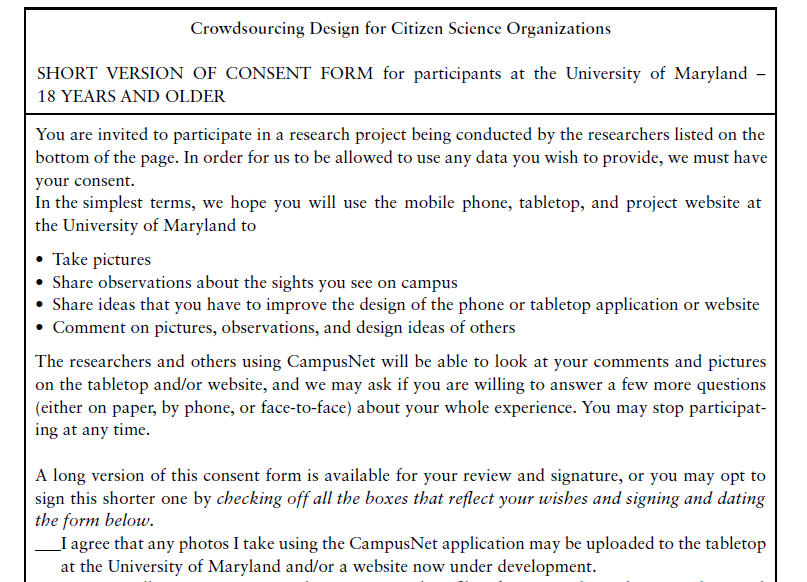 Crowdsourcing Design for Citizen Science Organizations
SHORT VERSION OF CONSENT FORM for participants at the University of Maryland –
18 YEARS AND OLDER
You are invited to participate in a research project being conducted by the researchers listed on the
bottom of the page. In order for us to be allowed to use any data you wish to provide, we must have
your consent.
In the simplest terms, we hope you will use the mobile phone, tabletop, and project website at
the University of Maryland to
• Take pictures
• Share observations about the sights you see on campus
• Share ideas that you have to improve the design of the phone or tabletop application or website
• Comment on pictures, observations, and design ideas of others
The researchers and others using CampusNet will be able to look at your comments and pictures
on the tabletop and/or website, and we may ask if you are willing to answer a few more questions
(either on paper, by phone, or face-to-face) about your whole experience. You may stop participat-
ing at any time.
A long version of this consent form is available for your review and signature, or you may opt to
sign this shorter one by checking off all the boxes that reflect your wishes and signing and dating
the form below.
___I agree that any photos I take using the CampusNet application may be uploaded to the tabletop
at the University of Maryland and/or a website now under development.